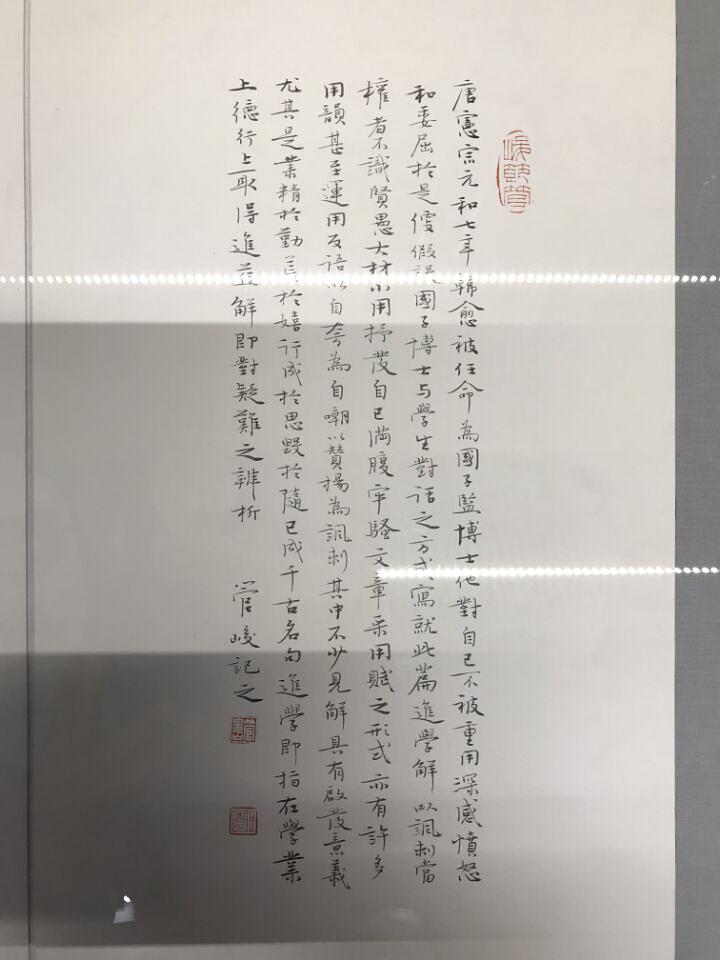 唐憲宗元和七年韓愈被任命為國子監博士他對自己不被重用深感憤怒
和委屈於是便假託國子博士与學生對話之方式寫就此篇進學解以諷刺當
權者不識賢愚大材小用抒發自己滿腹牢騷文章采用賦之形式亦有許多
用韻甚至運用反語以自夸為自嘲以贊揚為諷刺其中不少見解具有啟發意義
尤其是業精於勤荒於嬉行成於思毀於隨已成千古名句進學即指在學業
上德行上取得進益解即對疑難之辨析
管峻記之